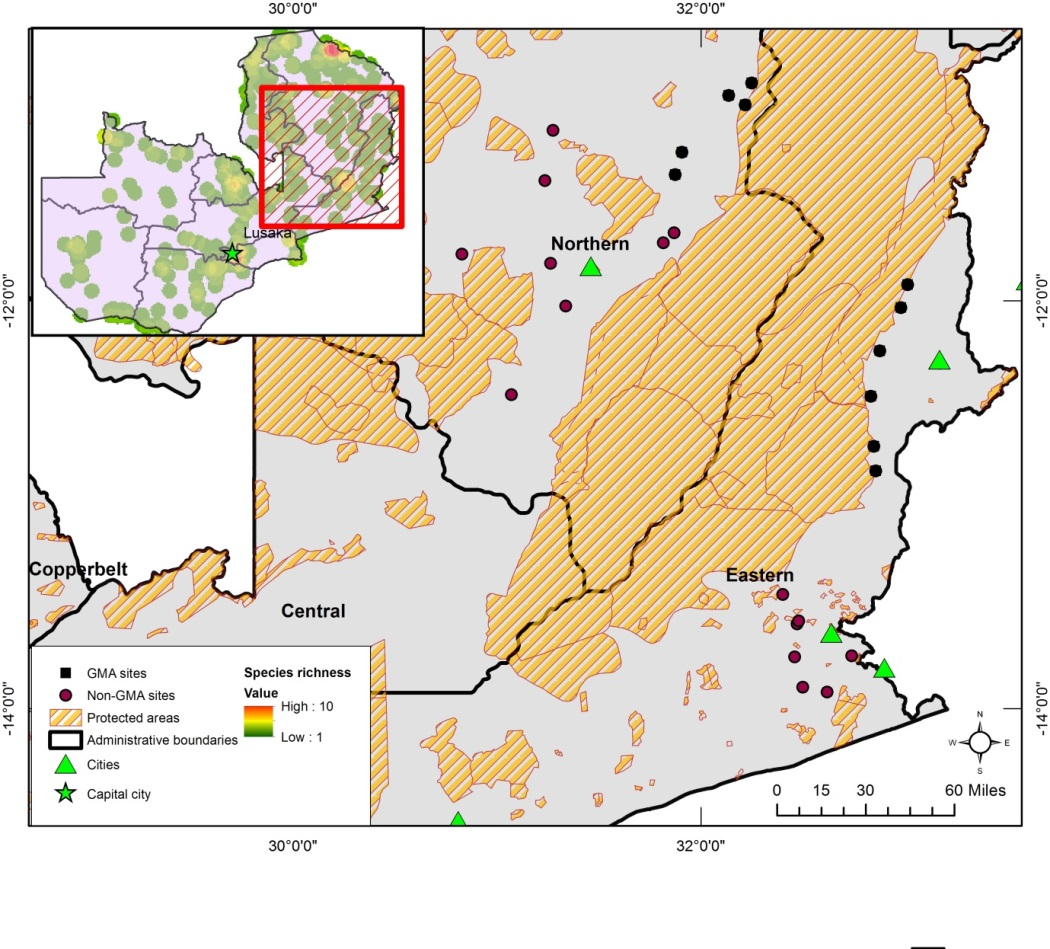 30°0'0"
32°0'0"
Lusaka
Northern
-12°0'0"
-12°0'0"
Eastern
Copperbelt
Central
GMA sites
Non-GMA sites
Protected areas
Administrative boundaries
Cities
Capital city
Species richness
Value
High : 10
Low : 1
-14°0'0"
-14°0'0"
N
W
E
S
0 15 30 60 Miles
30°0'0"
32°0'0"